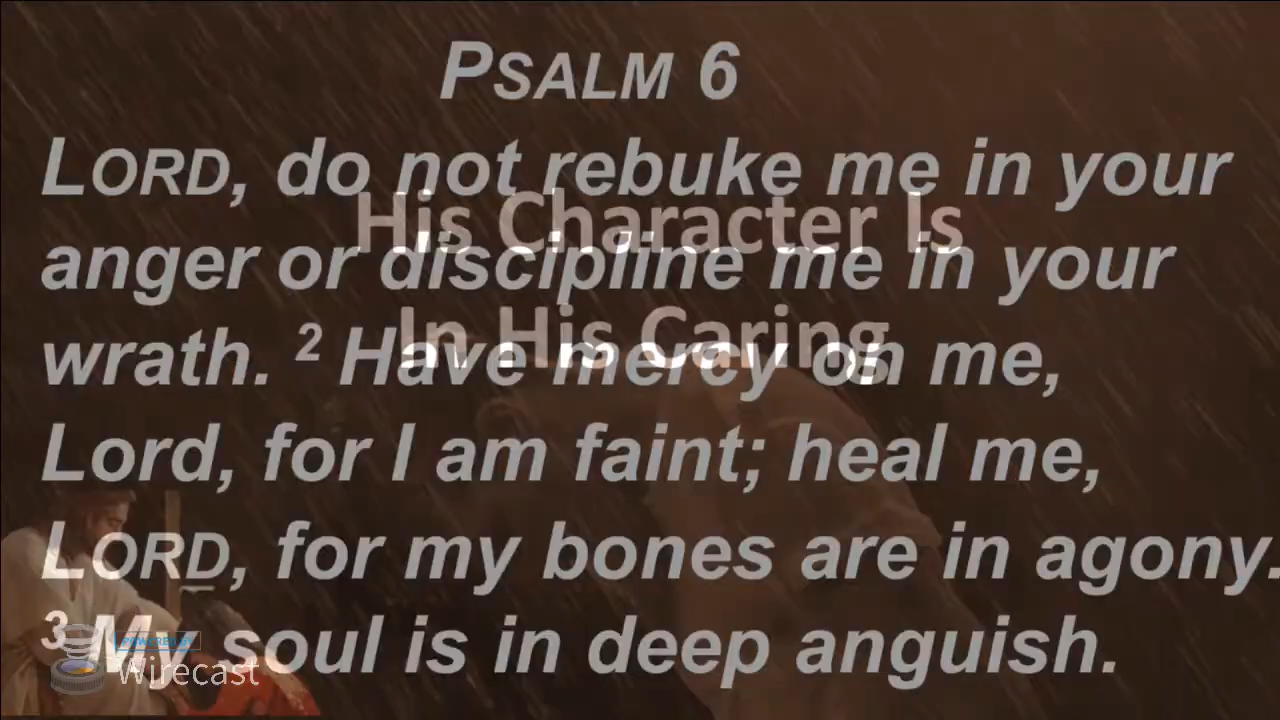 PSALM 6
LORD, do not rebuke me in your
His Character Is
anger or discipline me in your
In His Caring
wrath. 2 Have mercy on me,
Lord, for I am faint; heal me,
LORD, for my bones are in agony.
3 My soul is in deep anguish.
POWERED BY
Wirecast